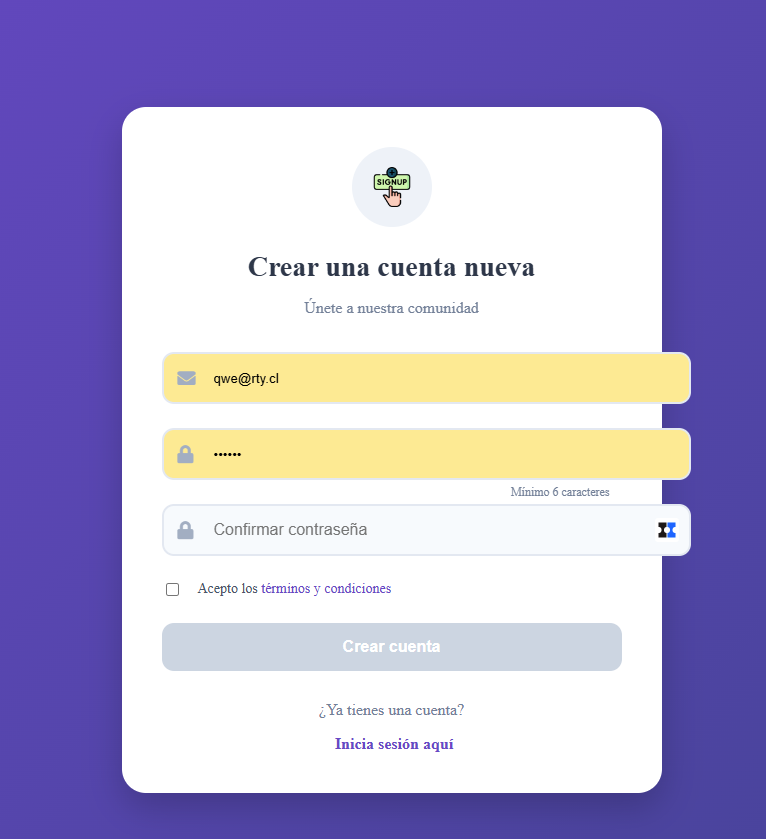 SIGNUP
Crear una cuenta nueva
Únete a nuestra comunidad
qwe@rty.cl
••••••
Mínimo 6 caracteres
Confirmar contraseña
Acepto los términos y condiciones
Crear cuenta
¿Ya tienes una cuenta?
Inicia sesión aquí